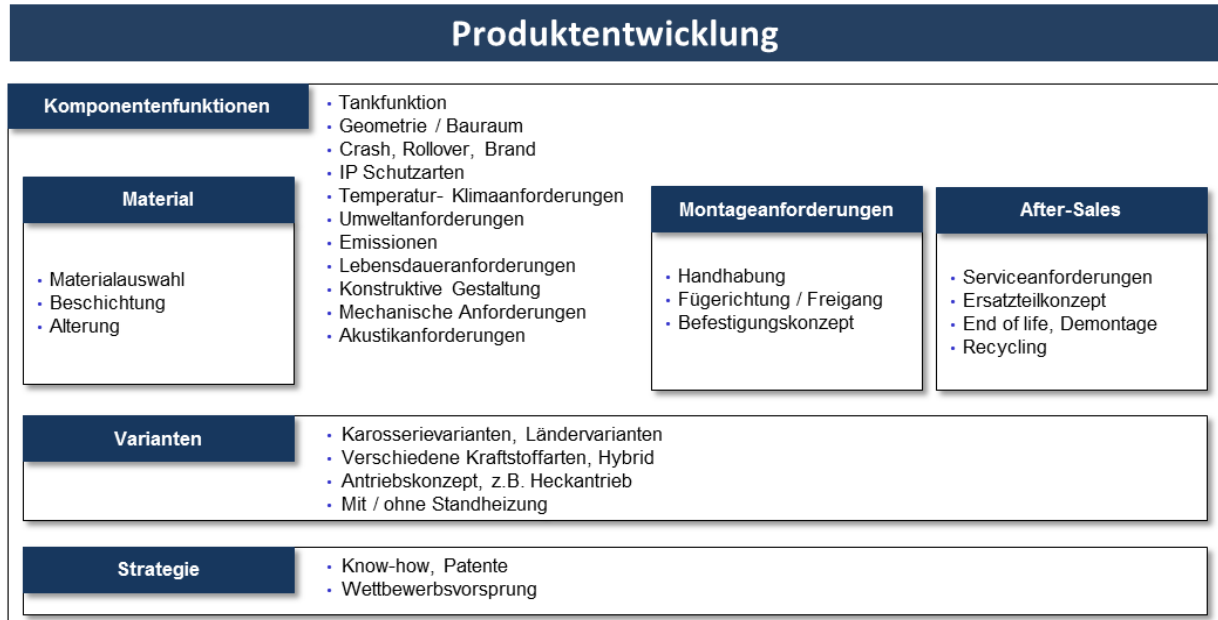 Produktentwicklung
Komponentenfunktionen
• Tankfunktion
• Geometrie / Bauraum
• Crash, Rollover, Brand
• IP Schutzarten
• Temperatur- Klimaanforderungen
• Umweltanforderungen
• Emissionen
• Lebensdaueranforderungen
• Konstruktive Gestaltung
• Mechanische Anforderungen
• Akustikanforderungen
Material
• Materialauswahl
• Beschichtung
• Alterung
Montageanforderungen
• Handhabung
• Fügerichtung / Freigang
• Befestigungskonzept
After-Sales
• Serviceanforderungen
• Ersatzteilkonzept
• End of life, Demontage
• Recycling
Varianten
• Karosserievarianten, Ländervarianten
• Verschiedene Kraftstoffarten, Hybrid
• Antriebskonzept, z.B. Heckantrieb
• Mit / ohne Standheizung
Strategie
• Know-how, Patente
• Wettbewerbsvorsprung